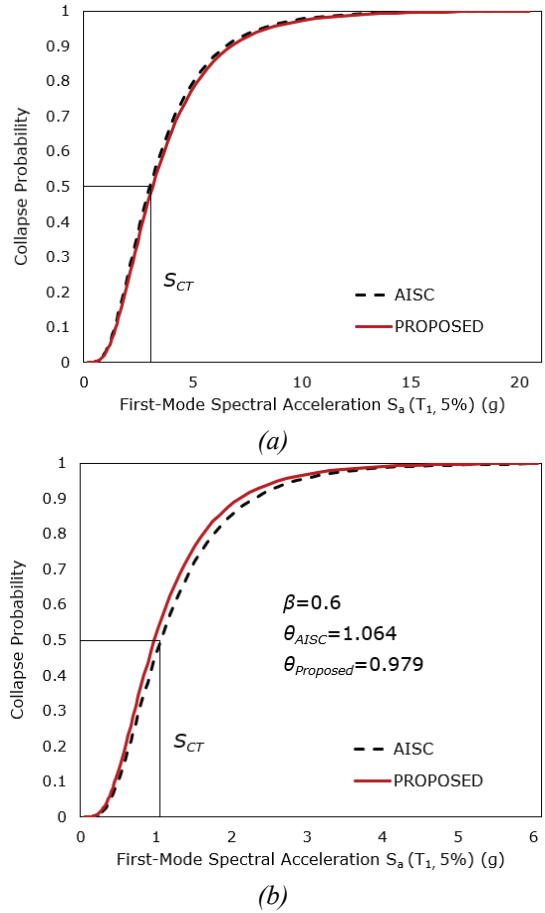 1
0.9
0.8
0.7
0.6
0.5
0.4
0.3
0.2
0.1
0
Collapse Probability
S_CT
AISC
PROPOSED
0 5 10 15 20
First-Mode Spectral Acceleration S_a (T_1, 5%) (g)
(a)
1
0.9
0.8
0.7
0.6
0.5
0.4
0.3
0.2
0.1
0
Collapse Probability
β=0.6
θ_AISC=1.064
θ_Proposed=0.979
S_CT
AISC
PROPOSED
0 1 2 3 4 5 6
First-Mode Spectral Acceleration S_a (T_1, 5%) (g)
(b)